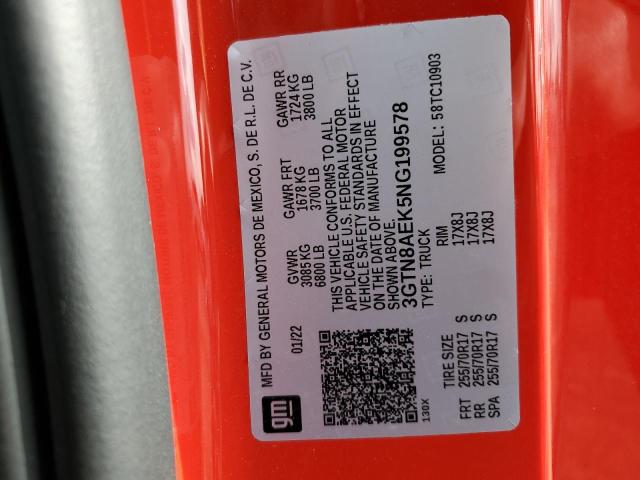 gm
MFD BY GENERAL MOTORS DE MEXICO, S. DE R.L. DE C.V.
01/22
GVWR GAWR FRT GAWR RR
3085 KG 1678 KG 1724 KG
6800 LB 3700 LB 3800 LB
THIS VEHICLE CONFORMS TO ALL
APPLICABLE U.S. FEDERAL MOTOR
VEHICLE SAFETY STANDARDS IN EFFECT
ON THE DATE OF MANUFACTURE
SHOWN ABOVE.
3GTN8AEK5NG199578
TYPE: TRUCK MODEL: 58TC10903
130X
TIRE SIZE RIM
FRT 255/70R17 S 17X8J
RR 255/70R17 S 17X8J
SPA 255/70R17 S 17X8J